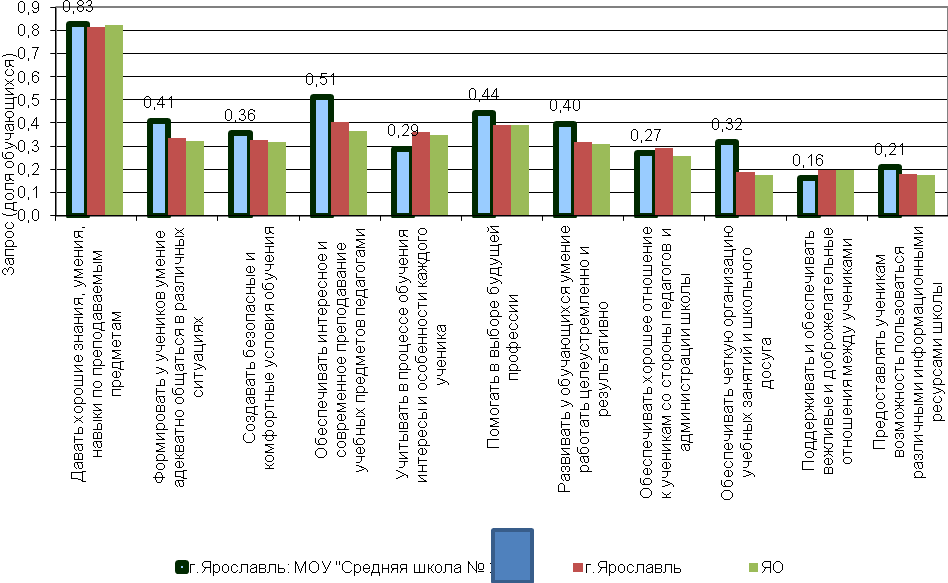 0,9
0,8
0,7
0,6
0,5
0,4
0,3
0,2
0,1
0,0
Запрос (доля обучающихся)
0,83
0,41
0,36
0,51
0,29
0,44
0,40
0,27
0,32
0,16
0,21
Давать хорошие знания, умения,
навыки по преподаваемым
предметам
Формировать у учеников умение
адекватно общаться в различных
ситуациях
Создавать безопасные и
комфортные условия обучения
Обеспечивать интересное и
современное преподавание
учебных предметов педагогами
Учитывать в процессе обучения
интересы и особенности каждого
ученика
Помогать в выборе будущей
профессии
Развивать у обучающихся умение
работать целеустремленно и
результативно
Обеспечивать хорошее отношение
к ученикам со стороны педагогов и
администрации школы
Обеспечивать четкую организацию
учебных занятий и школьного
досуга
Поддерживать и обеспечивать
вежливые и доброжелательные
отношения между учениками
Предоставлять ученикам
возможность пользоваться
различными информационными
ресурсами школы
г.Ярославль: МОУ "Средняя школа №
г.Ярославль
ЯО